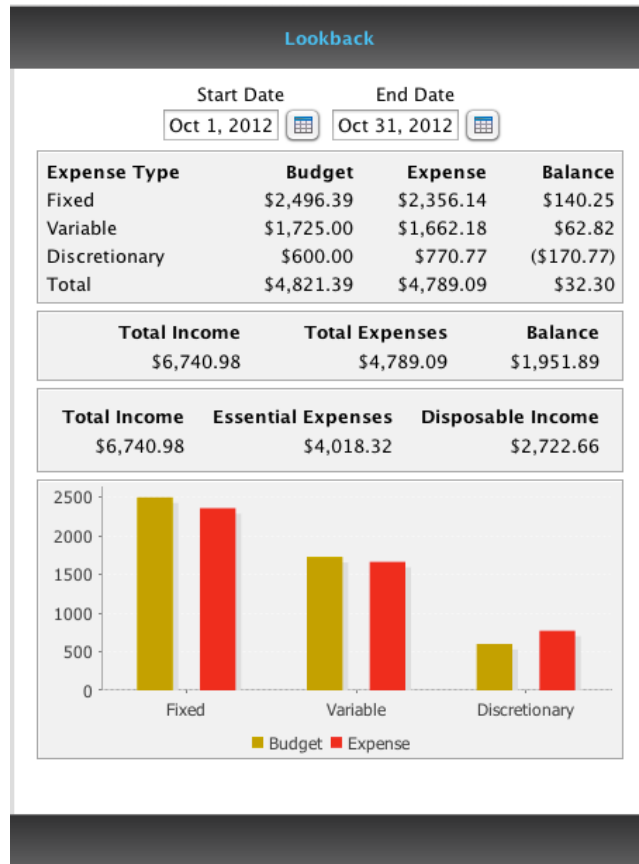 Lookback
Start Date End Date
Oct 1, 2012 Oct 31, 2012
Expense Type Budget Expense Balance
Fixed $2,496.39 $2,356.14 $140.25
Variable $1,725.00 $1,662.18 $62.82
Discretionary $600.00 $770.77 ($170.77)
Total $4,821.39 $4,789.09 $32.30
Total Income Total Expenses Balance
$6,740.98 $4,789.09 $1,951.89
Total Income Essential Expenses Disposable Income
$6,740.98 $4,018.32 $2,722.66
2500
2000
1500
1000
500
0
Fixed Variable Discretionary
Budget Expense